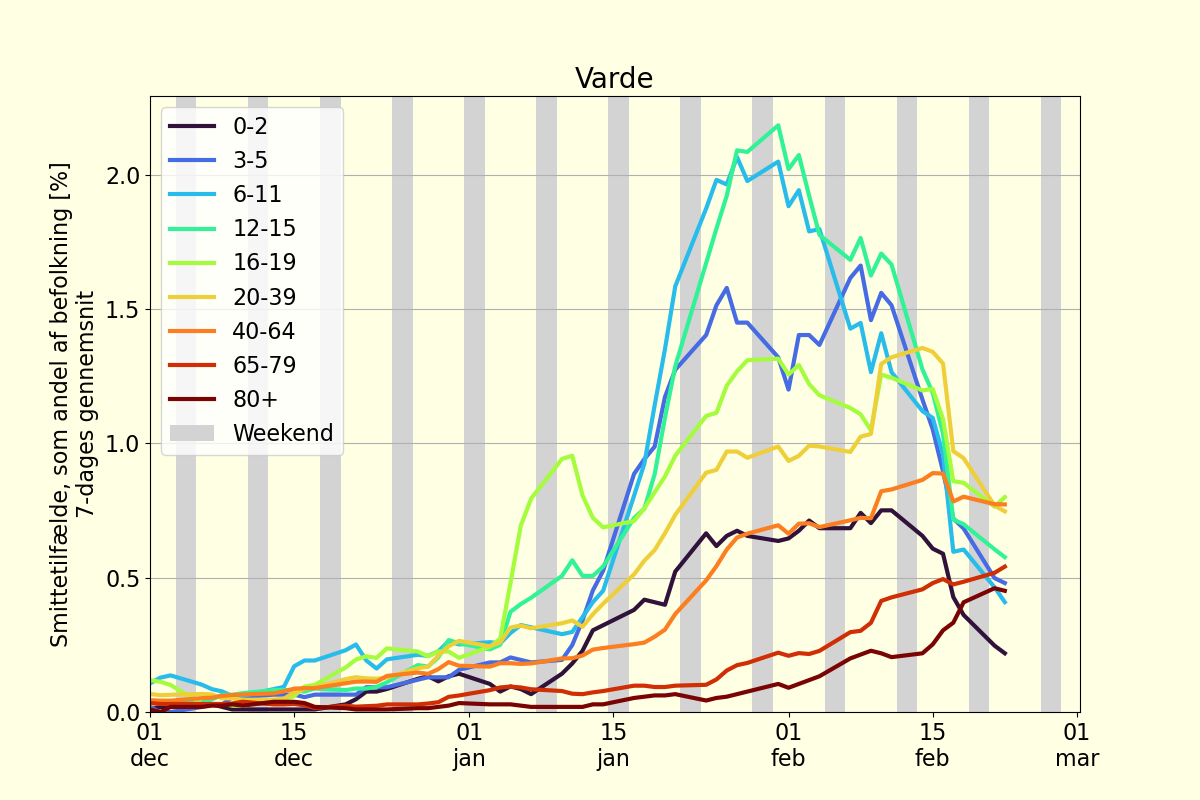 Varde
Smittetilfælde, som andel af befolkning [%]
7-dages gennemsnit
2.0
1.5
1.0
0.5
0.0
0-2
3-5
6-11
12-15
16-19
20-39
40-64
65-79
80+
Weekend
01 15 01 15 01 15 01
dec dec jan jan feb feb mar